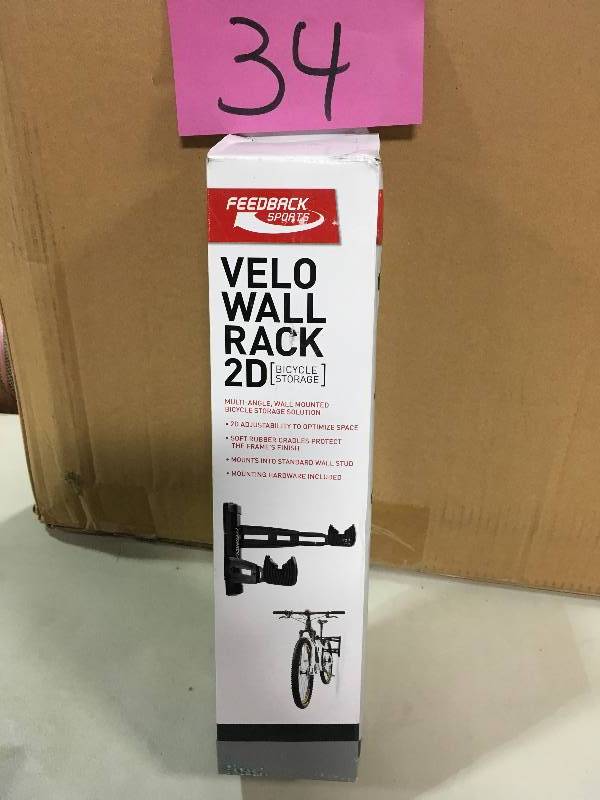 34
FEEDBACK
SPORTS
VELO
WALL
RACK
2D [BICYCLE
STORAGE]
MULTI-ANGLE, WALL MOUNTED
BICYCLE STORAGE SOLUTION
• 2D ADJUSTABILITY TO OPTIMIZE SPACE
• SOFT RUBBER CRADLES PROTECT
THE FRAME'S FINISH
• MOUNTS INTO STANDARD WALL STUD
• MOUNTING HARDWARE INCLUDED